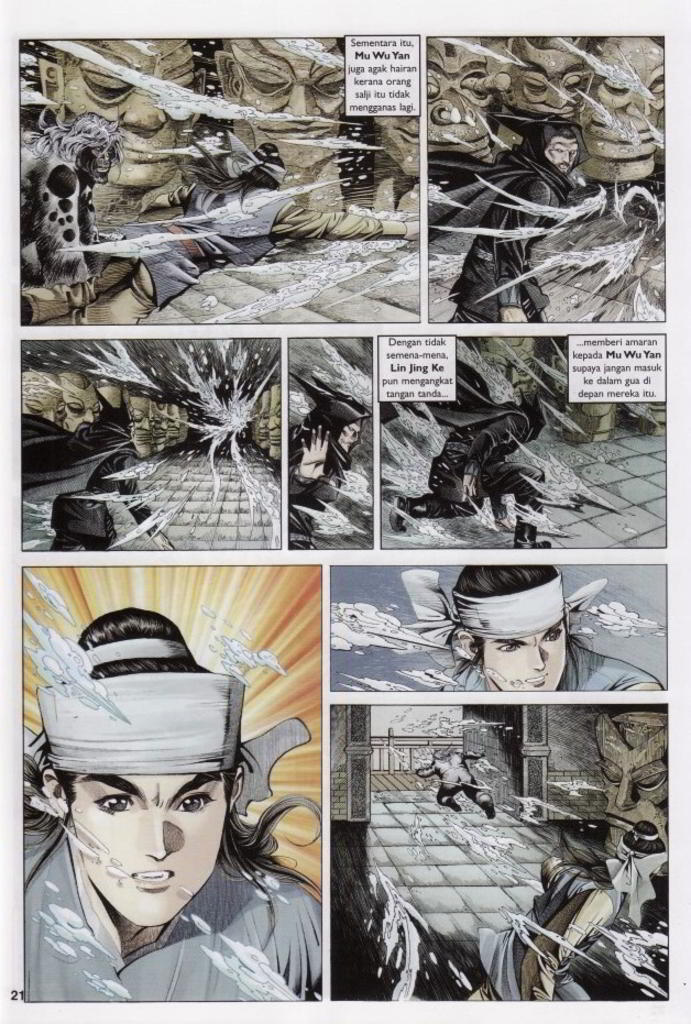 Sementara itu,
Mu Wu Yan
juga agak hairan
kerana orang
salji itu tidak
mengganas lagi.
Dengan tidak
semena-mena,
Lin Jing Ke
pun mengangkat
tangan tanda...
...memberi amaran
kepada Mu Wu Yan
supaya jangan masuk
ke dalam gua di
depan mereka itu.
21